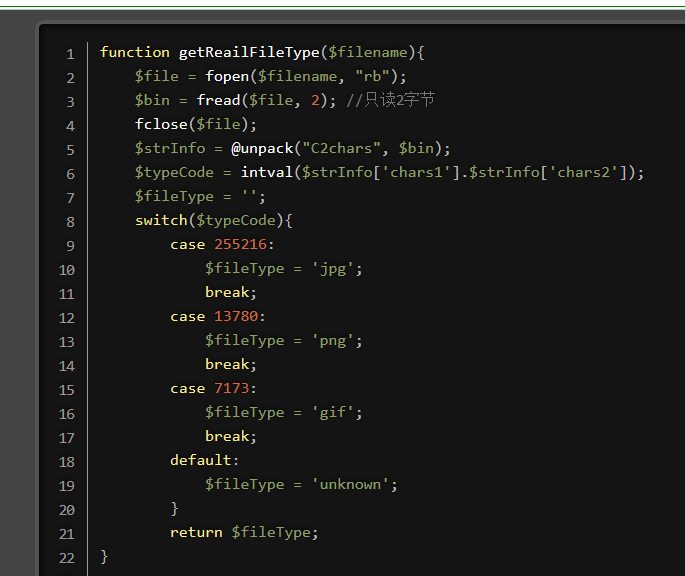 1 function getReailFileType($filename){
2     $file = fopen($filename, "rb");
3     $bin = fread($file, 2); //只读2字节
4     fclose($file);
5     $strInfo = @unpack("C2chars", $bin);
6     $typeCode = intval($strInfo['chars1'].$strInfo['chars2']);
7     $fileType = '';
8     switch($typeCode){
9         case 255216:
10             $fileType = 'jpg';
11             break;
12         case 13780:
13             $fileType = 'png';
14             break;
15         case 7173:
16             $fileType = 'gif';
17             break;
18         default:
19             $fileType = 'unknown';
20         }
21         return $fileType;
22 }